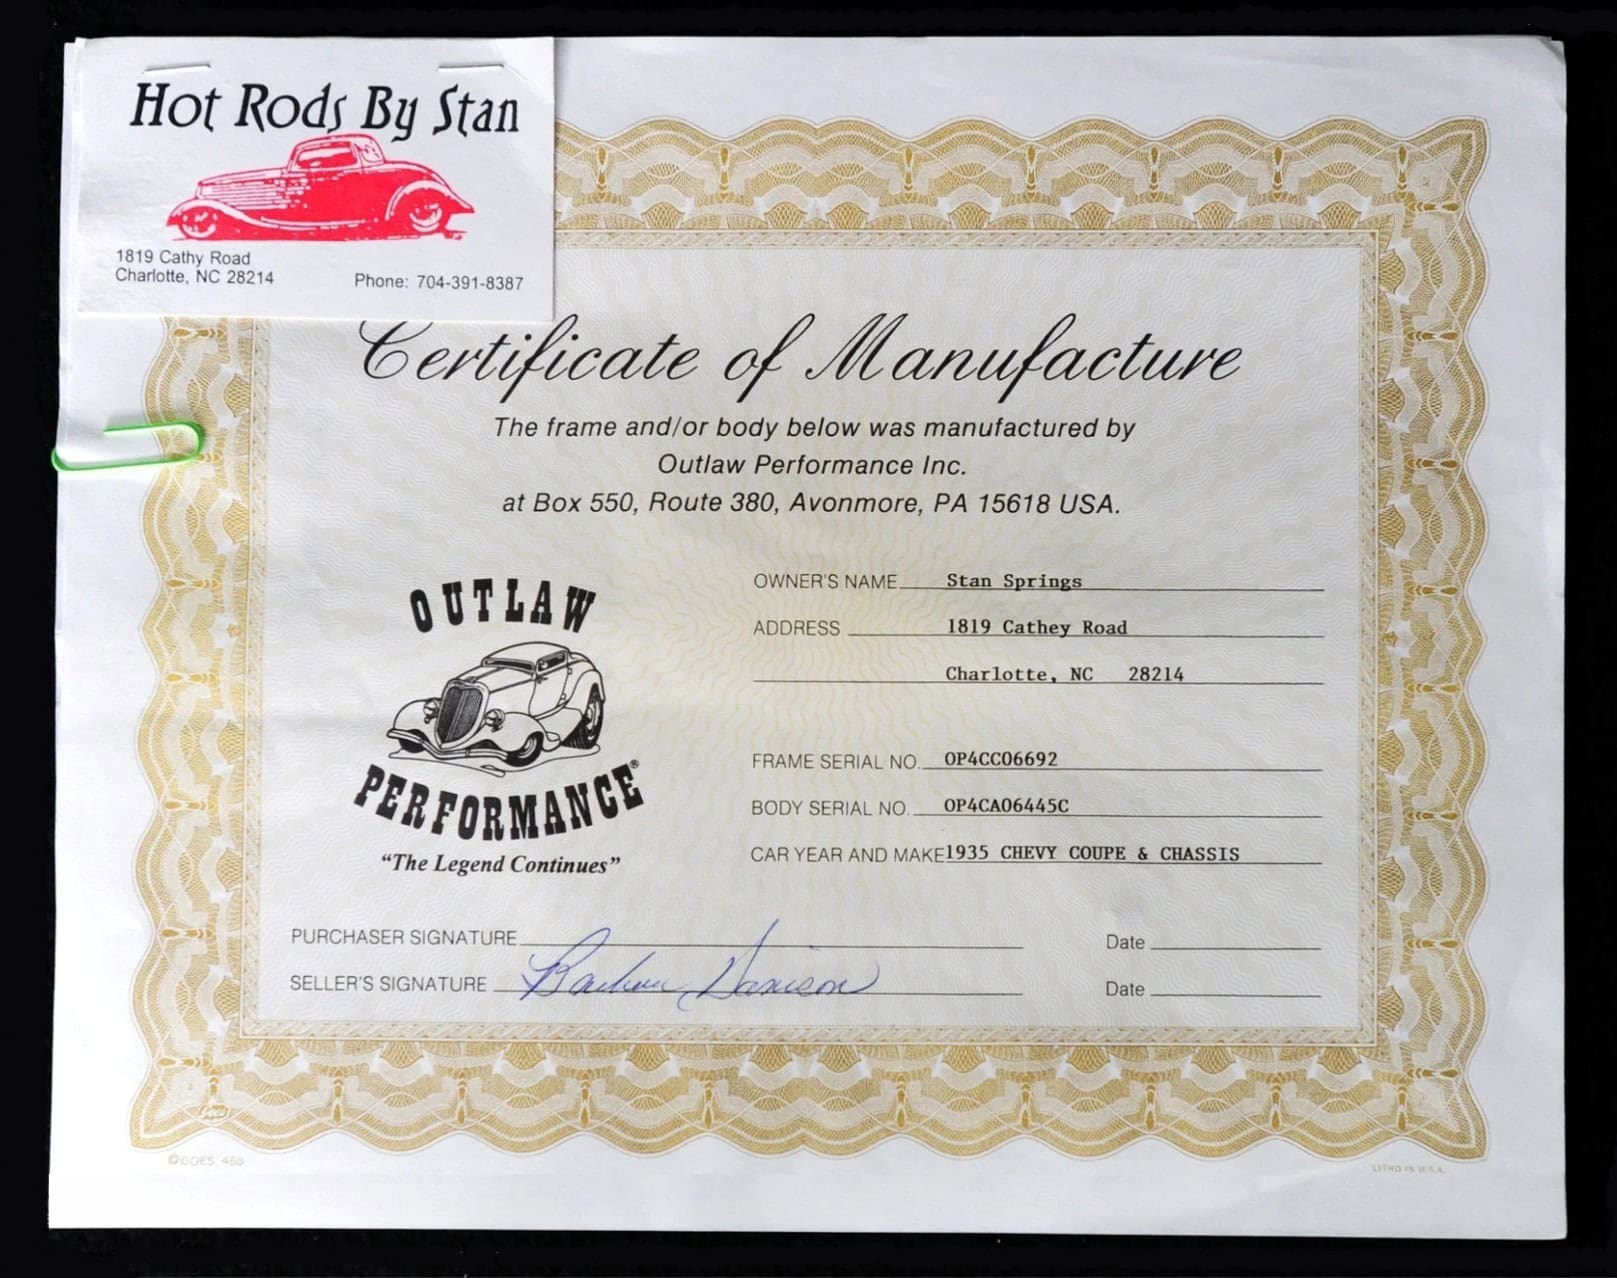 Hot Rods By Stan
1819 Cathy Road
Charlotte, NC 28214
Phone: 704-391-8387
Certificate of Manufacture
The frame and/or body below was manufactured by
Outlaw Performance Inc.
at Box 550, Route 380, Avonmore, PA 15618 USA.
OUTLAW
PERFORMANCE®
“The Legend Continues”
OWNER'S NAME Stan Springs
ADDRESS 1819 Cathey Road
Charlotte, NC 28214
FRAME SERIAL NO. OP4CC06692
BODY SERIAL NO. OP4CA06445C
CAR YEAR AND MAKE 1935 CHEVY COUPE & CHASSIS
PURCHASER SIGNATURE
Date
SELLER'S SIGNATURE
Date
©GOES 453
LITHO IN U.S.A.